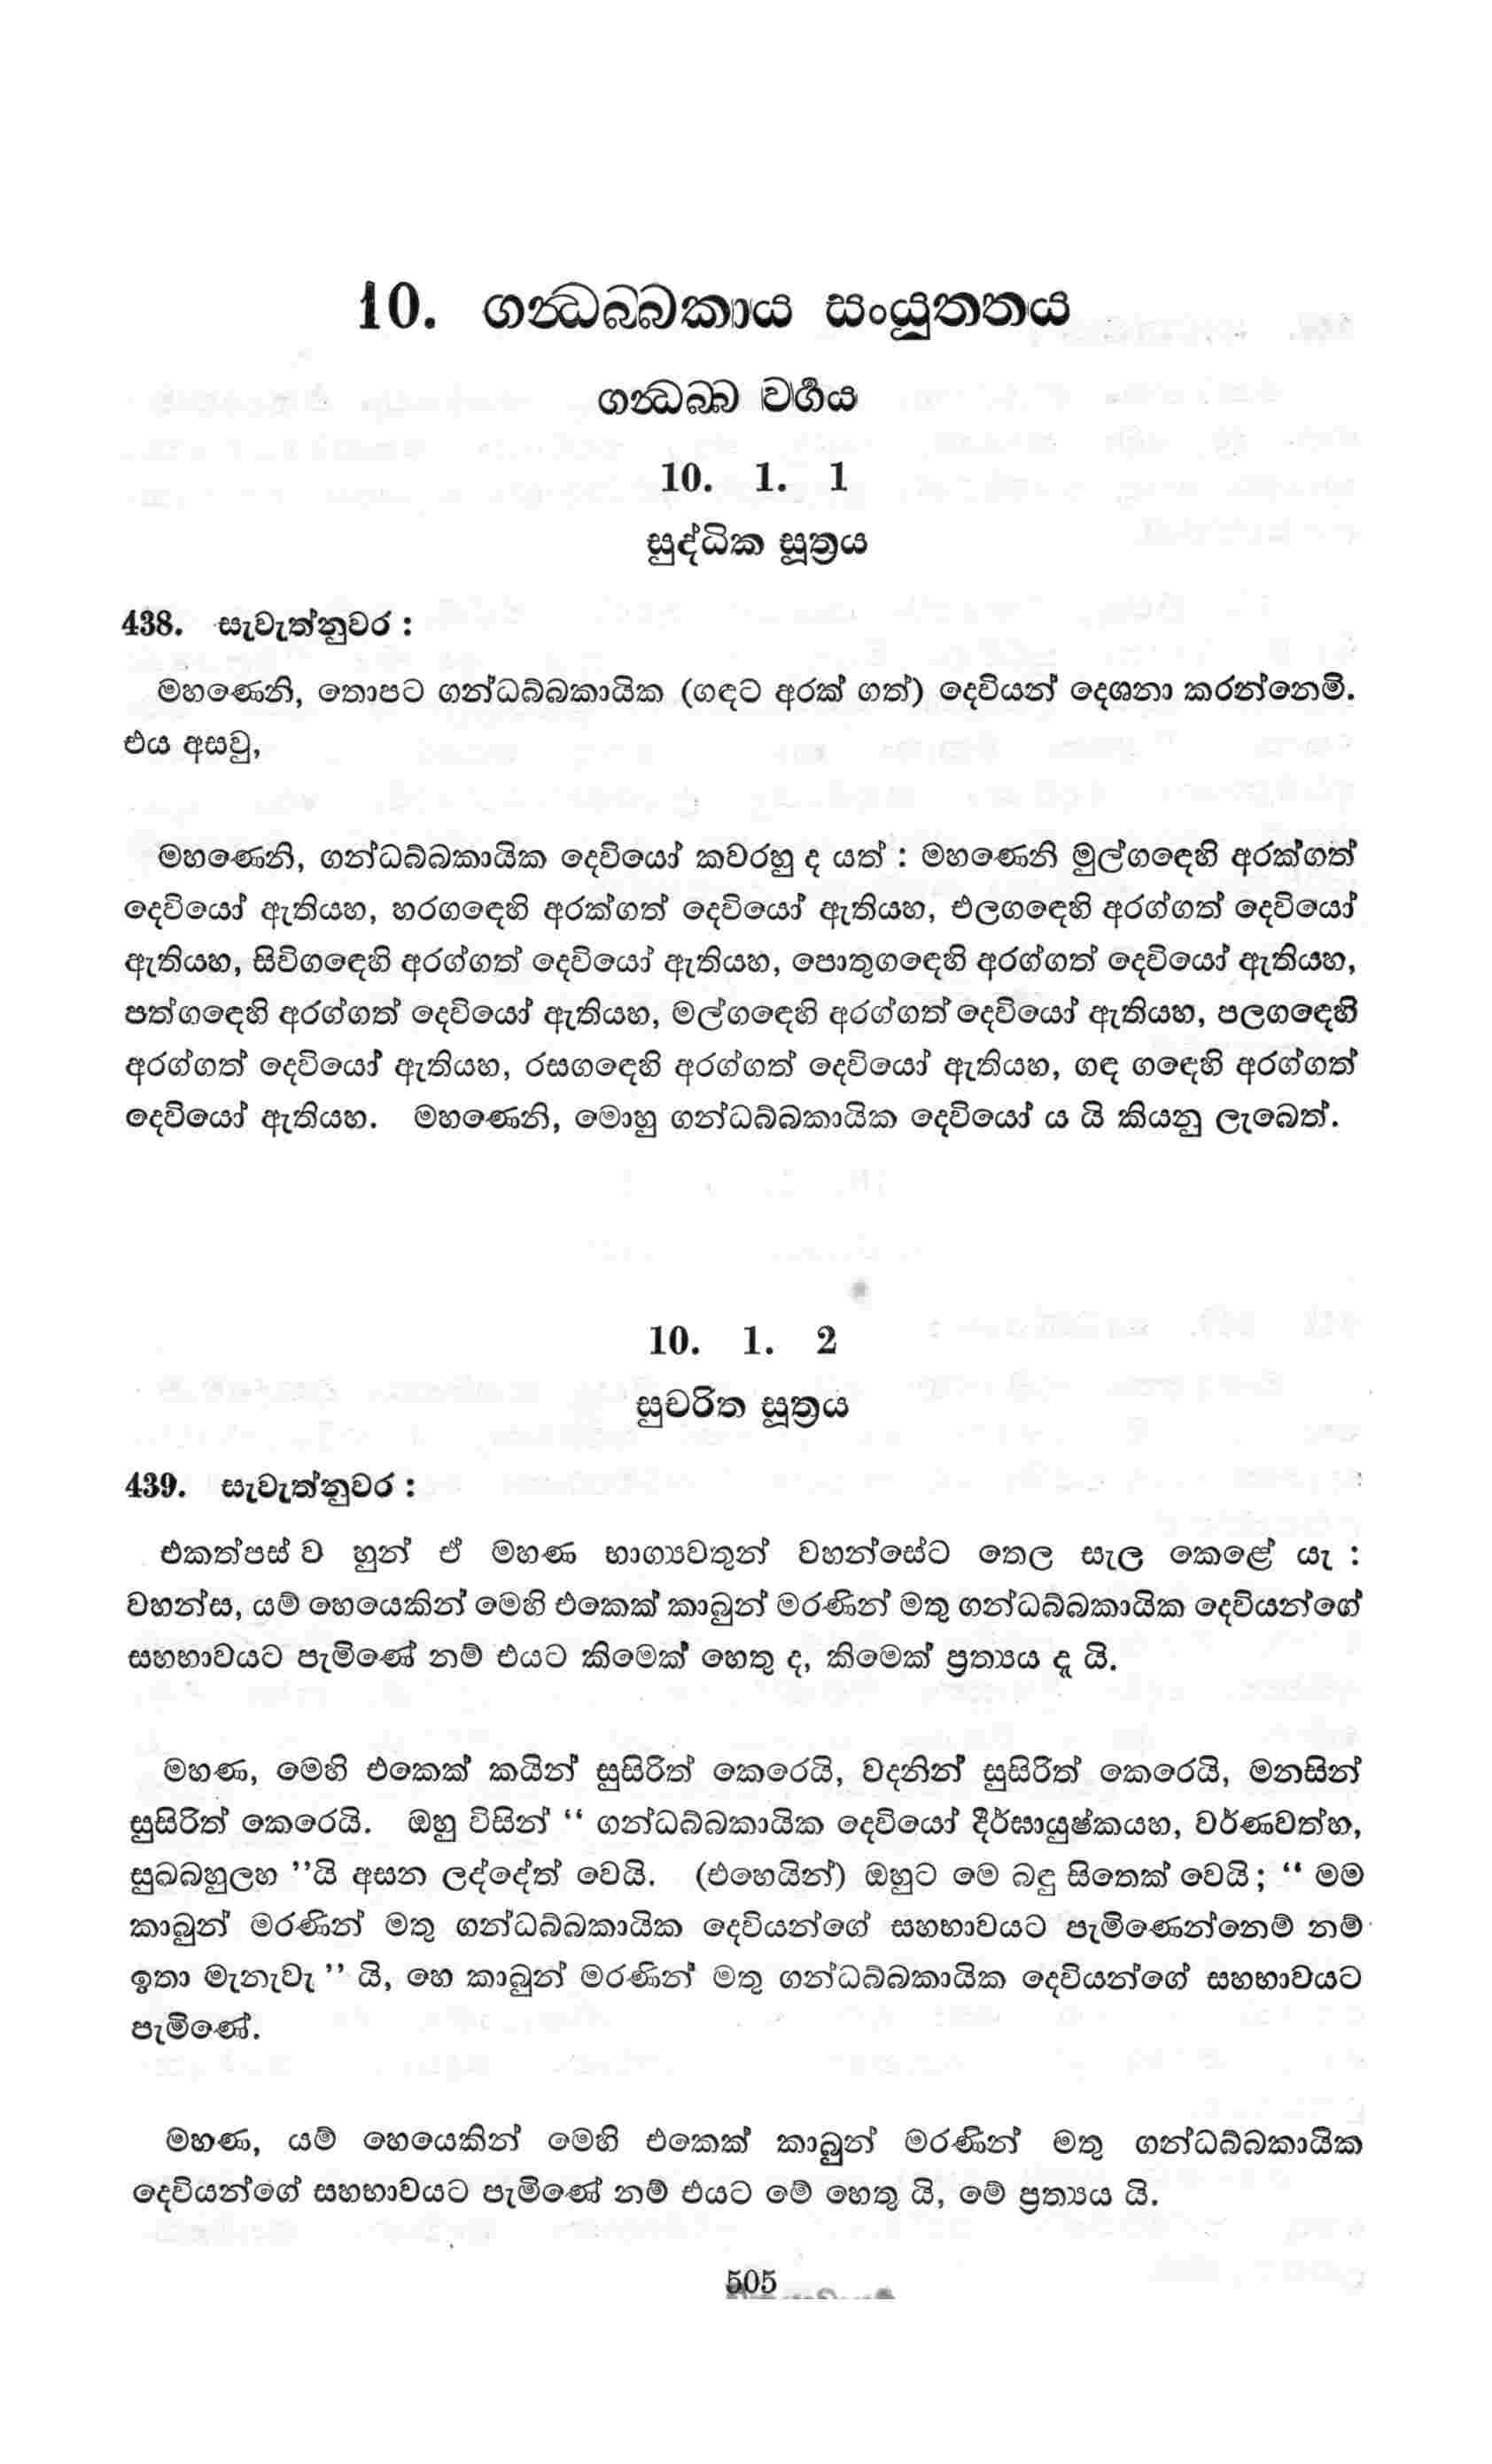 10. ගන්‍ධබ්‍බකාය සංයුත්‍තය
ගන්‍ධබ්‍බ වර්‍ගය
10. 1. 1
සුද්ධික සූත්‍රය
438. සැවැත්නුවර :
මහණෙනි, තොපට ගන්ධබ්බකායික (ගඳට අරක් ගත්) දෙවියන් දෙශනා කරන්නෙමි.
එය අසවු,
මහණෙනි, ගන්ධබ්බකායික දෙවියෝ කවරහු ද යත් : මහණෙනි මුල්ගඳෙහි අරක්ගත්
දෙවියෝ ඇතියහ, හරගඳෙහි අරක්ගත් දෙවියෝ ඇතියහ, එලගඳෙහි අරග්ගත් දෙවියෝ
ඇතියහ, සිවිගඳෙහි අරග්ගත් දෙවියෝ ඇතියහ, පොතුගඳෙහි අරග්ගත් දෙවියෝ ඇතියහ,
පත්ගඳෙහි අරග්ගත් දෙවියෝ ඇතියහ, මල්ගඳෙහි අරග්ගත් දෙවියෝ ඇතියහ, පලගඳෙහි
අරග්ගත් දෙවියෝ ඇතියහ, රසගඳෙහි අරග්ගත් දෙවියෝ ඇතියහ, ගඳ ගඳෙහි අරග්ගත්
දෙවියෝ ඇතියහ. මහණෙනි, මොහු ගන්ධබ්බකායික දෙවියෝ ය යි කියනු ලැබෙත්.
10. 1. 2
සුචරිත සූත්‍රය
439. සැවැත්නුවර :
එකත්පස් ව හුන් ඒ මහණ භාග්‍යවතුන් වහන්සේට තෙල සැල කෙළේ යැ :
වහන්ස, යම් හෙයෙකින් මෙහි එකෙක් කාබුන් මරණින් මතු ගන්ධබ්බකායික දෙවියන්ගේ
සහභාවයට පැමිණේ නම් එයට කිමෙක් හෙතු ද, කිමෙක් ප්‍රත්‍යය ද යි.
මහණ, මෙහි එකෙක් කයින් සුසිරිත් කෙරෙයි, වදනින් සුසිරිත් කෙරෙයි, මනසින්
සුසිරිත් කෙරෙයි. ඔහු විසින් “ ගන්ධබ්බකායික දෙවියෝ දීර්ඝායුෂ්කයහ, වර්ණවත්හ,
සුඛබහුලහ ”යි අසන ලද්දේත් වෙයි. (එහෙයින්) ඔහුට මෙ බඳු සිතෙක් වෙයි; “ මම
කාබුන් මරණින් මතු ගන්ධබ්බකායික දෙවියන්ගේ සහභාවයට පැමිණෙන්නෙම් නම්
ඉතා මැනැවැ ” යි, හෙ කාබුන් මරණින් මතු ගන්ධබ්බකායික දෙවියන්ගේ සහභාවයට
පැමිණේ.
මහණ, යම් හෙයෙකින් මෙහි එකෙක් කාබුන් මරණින් මතු ගන්ධබ්බකායික
දෙවියන්ගේ සහභාවයට පැමිණේ නම් එයට මේ හෙතු යි, මේ ප්‍රත්‍යය යි.
505